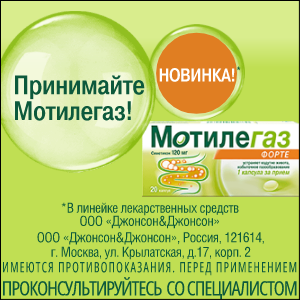 Принимайте
Мотилегаз!
НОВИНКА!*
Мотилегаз
ФОРТЕ
Симетикон 120 мг
устраняет вздутие живота,
избыточное газообразование
1 капсула за прием
20 капсул
*В линейке лекарственных средств
ООО «Джонсон&Джонсон»
ООО «Джонсон&Джонсон», Россия, 121614,
г. Москва, ул. Крылатская, д.17, корп. 2
ИМЕЮТСЯ ПРОТИВОПОКАЗАНИЯ. ПЕРЕД ПРИМЕНЕНИЕМ
ПРОКОНСУЛЬТИРУЙТЕСЬ СО СПЕЦИАЛИСТОМ